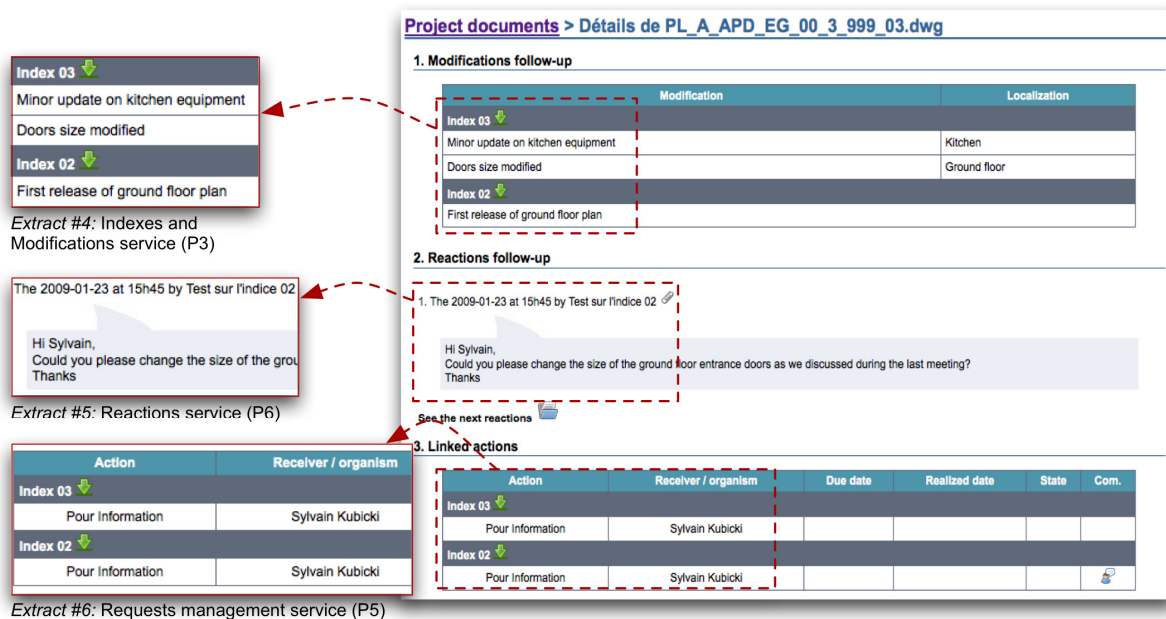 Index 03
Minor update on kitchen equipment
Doors size modified
Index 02
First release of ground floor plan
Extract #4: Indexes and
Modifications service (P3)
The 2009-01-23 at 15h45 by Test sur l'indice 02
Hi Sylvain,
Could you please change the size of the grou
Thanks
Extract #5: Reactions service (P6)
Action Receiver / organism
Index 03
Pour Information Sylvain Kubicki
Index 02
Pour Information Sylvain Kubicki
Extract #6: Requests management service (P5)
Project documents > Détails de PL_A_APD_EG_00_3_999_03.dwg
1. Modifications follow-up
Modification Localization
Index 03
Minor update on kitchen equipment Kitchen
Doors size modified Ground floor
Index 02
First release of ground floor plan
2. Reactions follow-up
1. The 2009-01-23 at 15h45 by Test sur l'indice 02
Hi Sylvain,
Could you please change the size of the ground floor entrance doors as we discussed during the last meeting?
Thanks
See the next reactions
3. Linked actions
Action Receiver / organism Due date Realized date State Com.
Index 03
Pour Information Sylvain Kubicki
Index 02
Pour Information Sylvain Kubicki